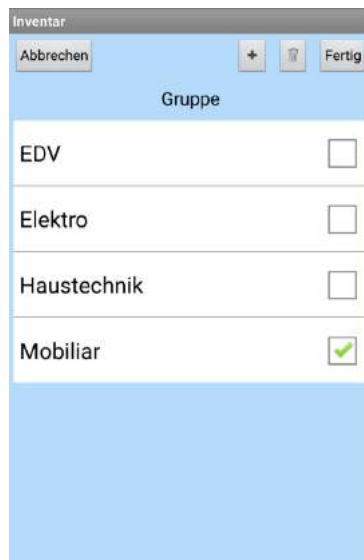 Inventar
Abbrechen + Fertig
Gruppe
EDV
Elektro
Haustechnik
Mobiliar